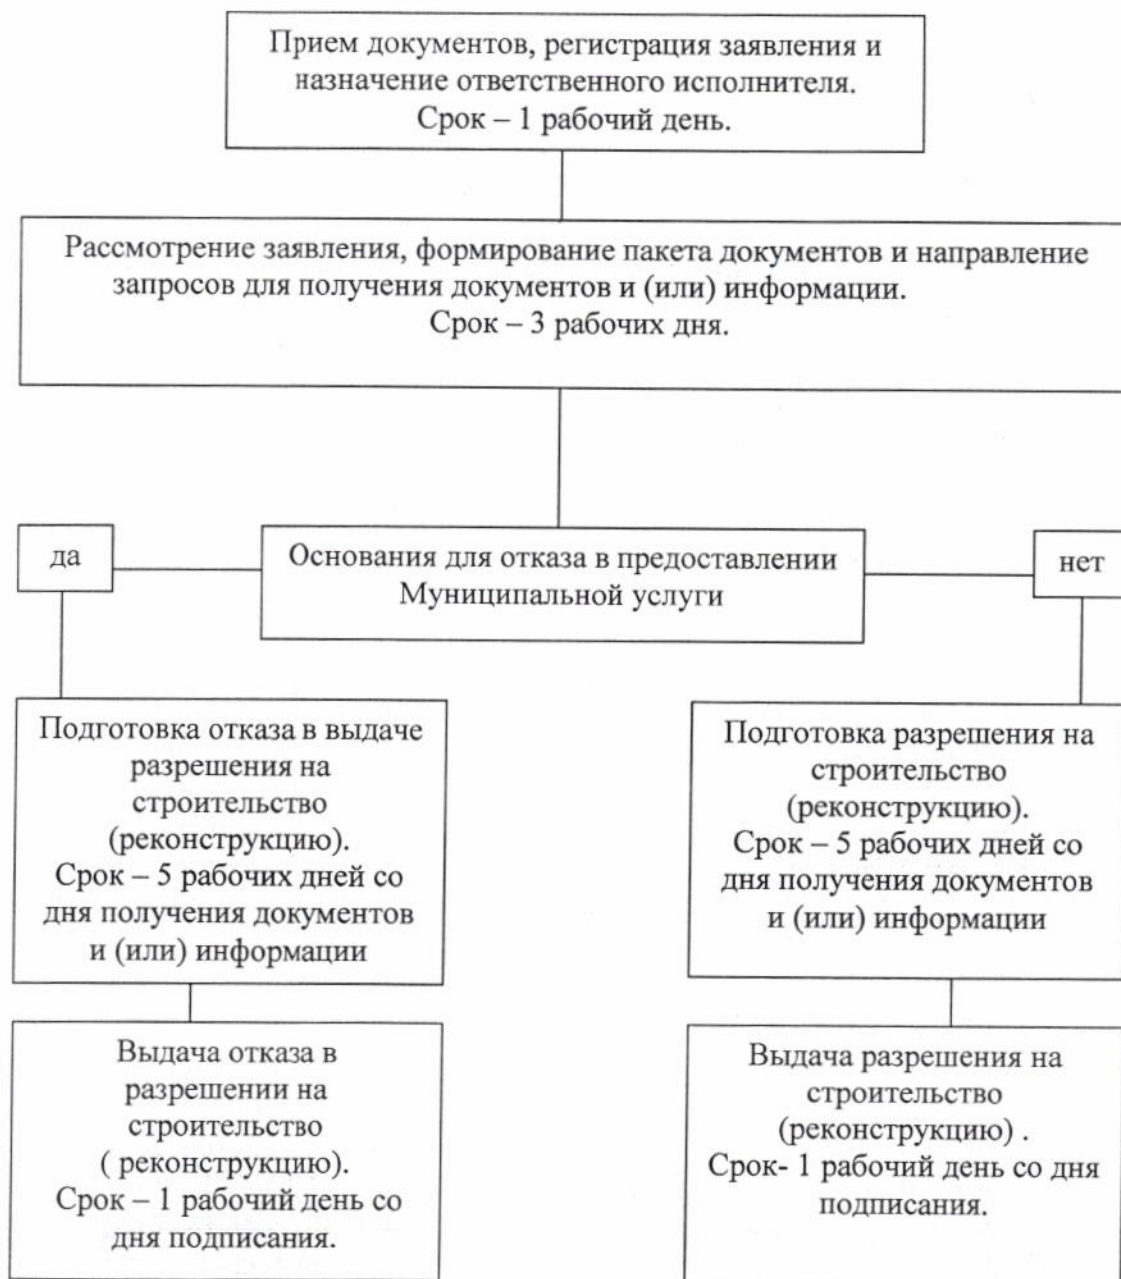 Прием документов, регистрация заявления и
назначение ответственного исполнителя.
Срок – 1 рабочий день.
Рассмотрение заявления, формирование пакета документов и направление
запросов для получения документов и (или) информации.
Срок – 3 рабочих дня.
да
Основания для отказа в предоставлении
Муниципальной услуги
нет
Подготовка отказа в выдаче
разрешения на
строительство
(реконструкцию).
Срок – 5 рабочих дней со
дня получения документов
и (или) информации
Подготовка разрешения на
строительство
(реконструкцию).
Срок – 5 рабочих дней со
дня получения документов
и (или) информации
Выдача отказа в
разрешении на
строительство
( реконструкцию).
Срок – 1 рабочий день со
дня подписания.
Выдача разрешения на
строительство
(реконструкцию) .
Срок- 1 рабочий день со дня
подписания.